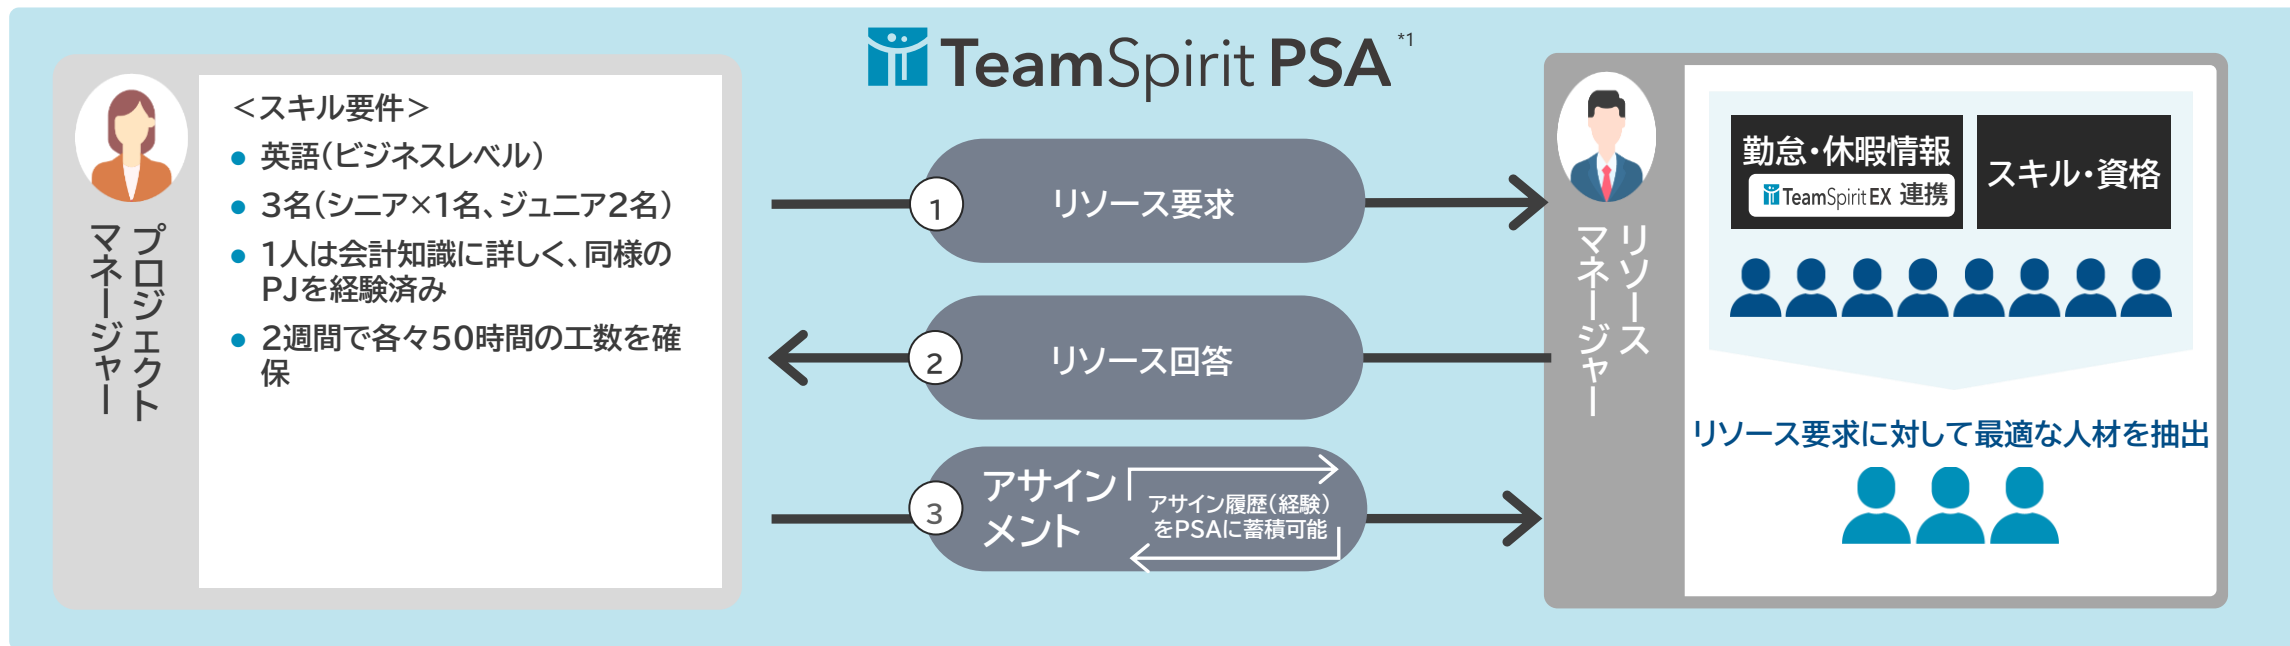 TeamSpirit PSA *1
プロジェクト
マネージャー
＜スキル要件＞
● 英語（ビジネスレベル）
● 3名（シニア×1名、ジュニア2名）
● 1人は会計知識に詳しく、同様の
PJを経験済み
● 2週間で各々50時間の工数を確
保
1
リソース要求
2
リソース回答
3
アサイン
メント
アサイン履歴（経験）
をPSAに蓄積可能
リソース
マネージャー
勤怠・休暇情報
TeamSpirit EX 連携
スキル・資格
リソース要求に対して最適な人材を抽出